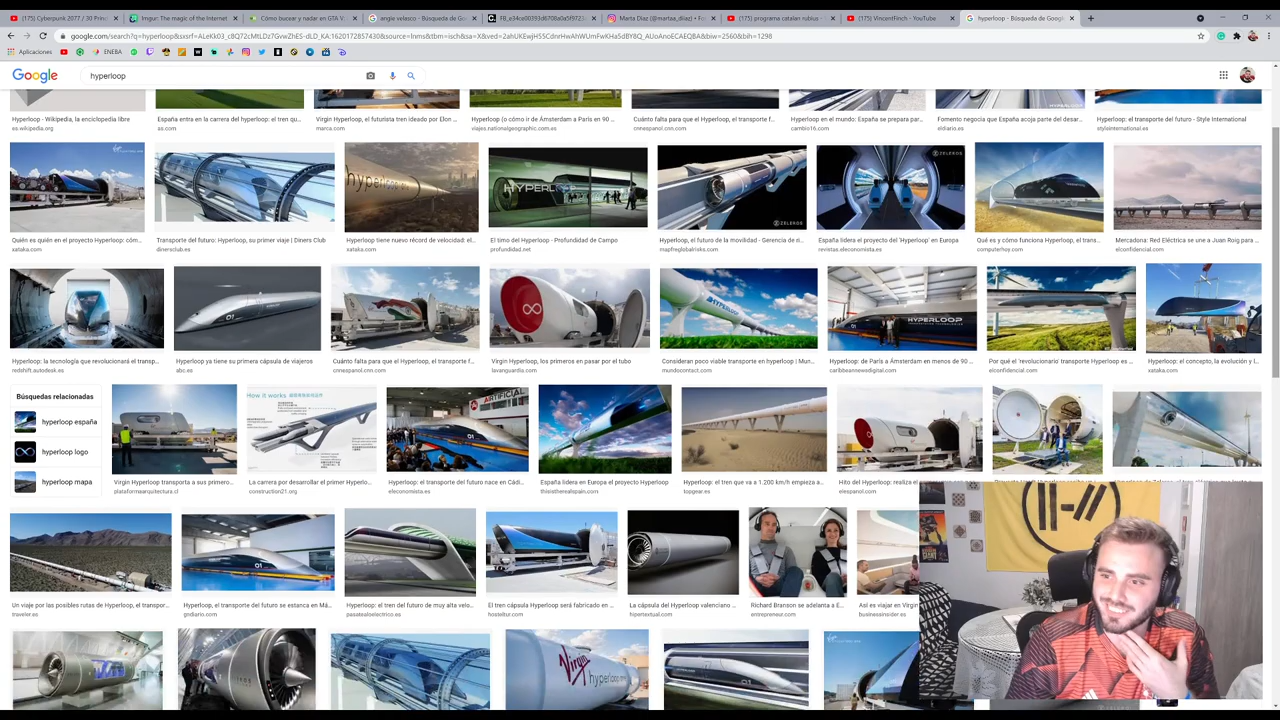 (175) Cyberpunk 2077 / 30 Princ
Imgur: The magic of the Internet
Cómo bucear y nadar en GTA V
angie velasco - Búsqueda de Goo
Marta Díaz (@martaa_diiaz) • Fo
(175) programa catalan rubius -
(175) VincentFinch - YouTube
hyperloop - Búsqueda de Google
Aplicaciones
ENEBA
Google
hyperloop
Hyperloop - Wikipedia, la enciclopedia libre
es.wikipedia.org
España entra en la carrera del hyperloop: el tren qu...
as.com
Virgin Hyperloop, el futurista tren ideado por Elon ...
marca.com
Hyperloop (o cómo ir de Ámsterdam a París en 90 ...
viajes.nationalgeographic.com.es
Cuánto falta para que el Hyperloop, el transporte f...
cnnespanol.cnn.com
Hyperloop en el mundo: España se prepara par...
cambio16.com
Fomento negocia que España acoja parte del desar...
eldiario.es
Hyperloop: el transporte del futuro - Style International
styleinternational.es
Quién es quién en el proyecto Hyperloop: cóm...
xataka.com
Transporte del futuro: Hyperloop, su primer viaje | Diners Club
dinersclub.es
Hyperloop tiene nuevo récord de velocidad: el...
xataka.com
HYPERLOOP
El timo del Hyperloop - Profundidad de Campo
profundidad.net
ZELEROS
Hyperloop, el futuro de la movilidad - Gerencia de ri...
mapfreglobalrisks.com
ZELEROS
España lidera el proyecto del 'Hyperloop' en Europa
revistas.eleconomista.es
Qué es y cómo funciona Hyperloop, el trans...
computerhoy.com
Mercadona: Red Eléctrica se une a Juan Roig para ...
elconfidencial.com
Hyperloop: la tecnología que revolucionará el transp...
redshift.autodesk.es
Hyperloop ya tiene su primera cápsula de viajeros
abc.es
Cuánto falta para que el Hyperloop, el transporte f...
cnnespanol.cnn.com
Virgin Hyperloop, los primeros en pasar por el tubo
lavanguardia.com
Consideran poco viable transporte en hyperloop | Mun...
mundocontact.com
HYPERLOOP
Hyperloop: de París a Ámsterdam en menos de 90 ...
caribbeannewsdigital.com
Por qué el 'revolucionario' transporte Hyperloop es ...
elconfidencial.com
Hyperloop: el concepto, la evolución y l...
xataka.com
Búsquedas relacionadas
hyperloop españa
hyperloop logo
hyperloop mapa
Virgin Hyperloop transporta a sus primero...
plataformaarquitectura.cl
How it works
La carrera por desarrollar el primer Hyperlo...
construction21.org
Hyperloop: el transporte del futuro nace en Cádi...
eleconomista.es
España lidera en Europa el proyecto Hyperloop
thisistherealspain.com
Hyperloop: el tren que va a 1.200 km/h empieza a ...
topgear.es
Hito del Hyperloop: realiza el ...
elespanol.com
Un viaje por las posibles rutas de Hyperloop, el transpor...
traveler.es
Hyperloop, el transporte del futuro se estanca en Má...
grndiario.com
Hyperloop: el tren del futuro de muy alta velo...
pasatealoelectrico.es
El tren cápsula Hyperloop será fabricado en ...
hosteltur.com
La cápsula del Hyperloop valenciano ...
hipertextual.com
Richard Branson se adelanta a E...
entrepreneur.com
Así es viajar en Virgin
businessinsider.es
Virgin hyperloop